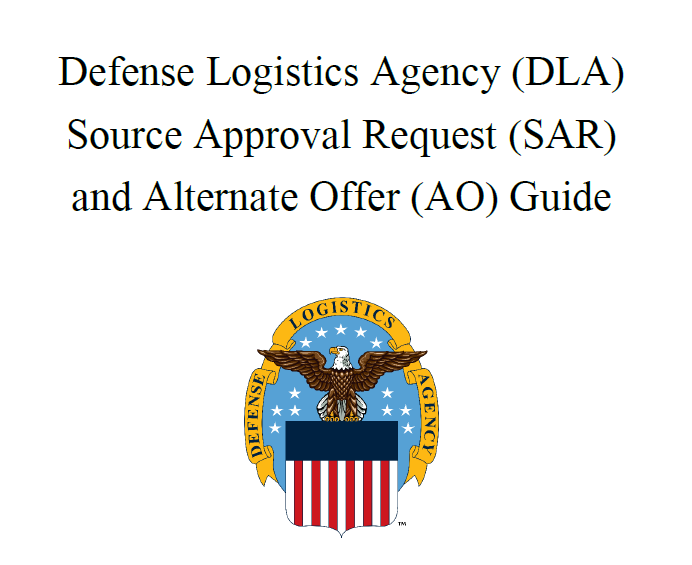 Defense Logistics Agency (DLA)
Source Approval Request (SAR)
and Alternate Offer (AO) Guide
LOGISTICS
DEFENSE
AGENCY
™